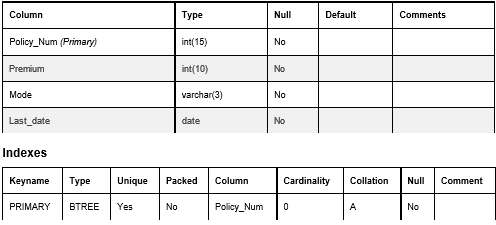 Column Type Null Default Comments
Policy_Num (Primary) int(15) No
Premium int(10) No
Mode varchar(3) No
Last_date date No
Indexes
Keyname Type Unique Packed Column Cardinality Collation Null Comment
PRIMARY BTREE Yes No Policy_Num 0 A No